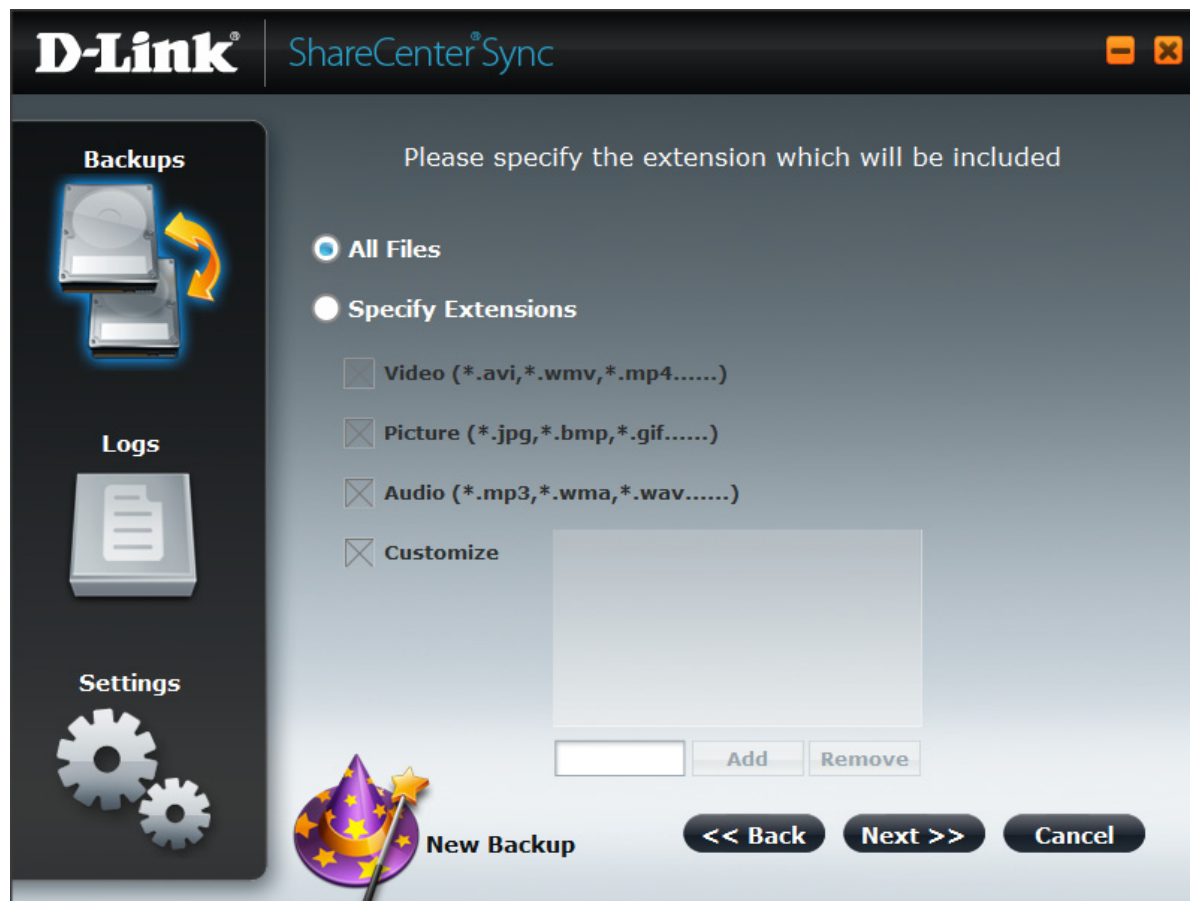 D-Link®
ShareCenter® Sync
Backups
Please specify the extension which will be included
All Files
Specify Extensions
Video (*.avi,*.wmv,*.mp4......)
Picture (*.jpg,*.bmp,*.gif......)
Logs
Audio (*.mp3,*.wma,*.wav......)
Customize
Settings
Add
Remove
New Backup
<< Back
Next >>
Cancel